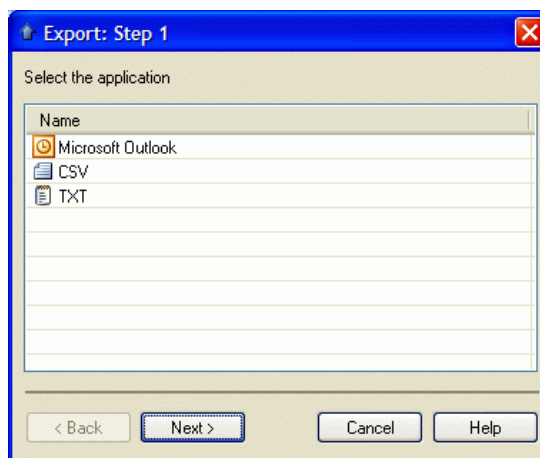 Export: Step 1
Select the application
Name
Microsoft Outlook
CSV
TXT
< Back Next > Cancel Help